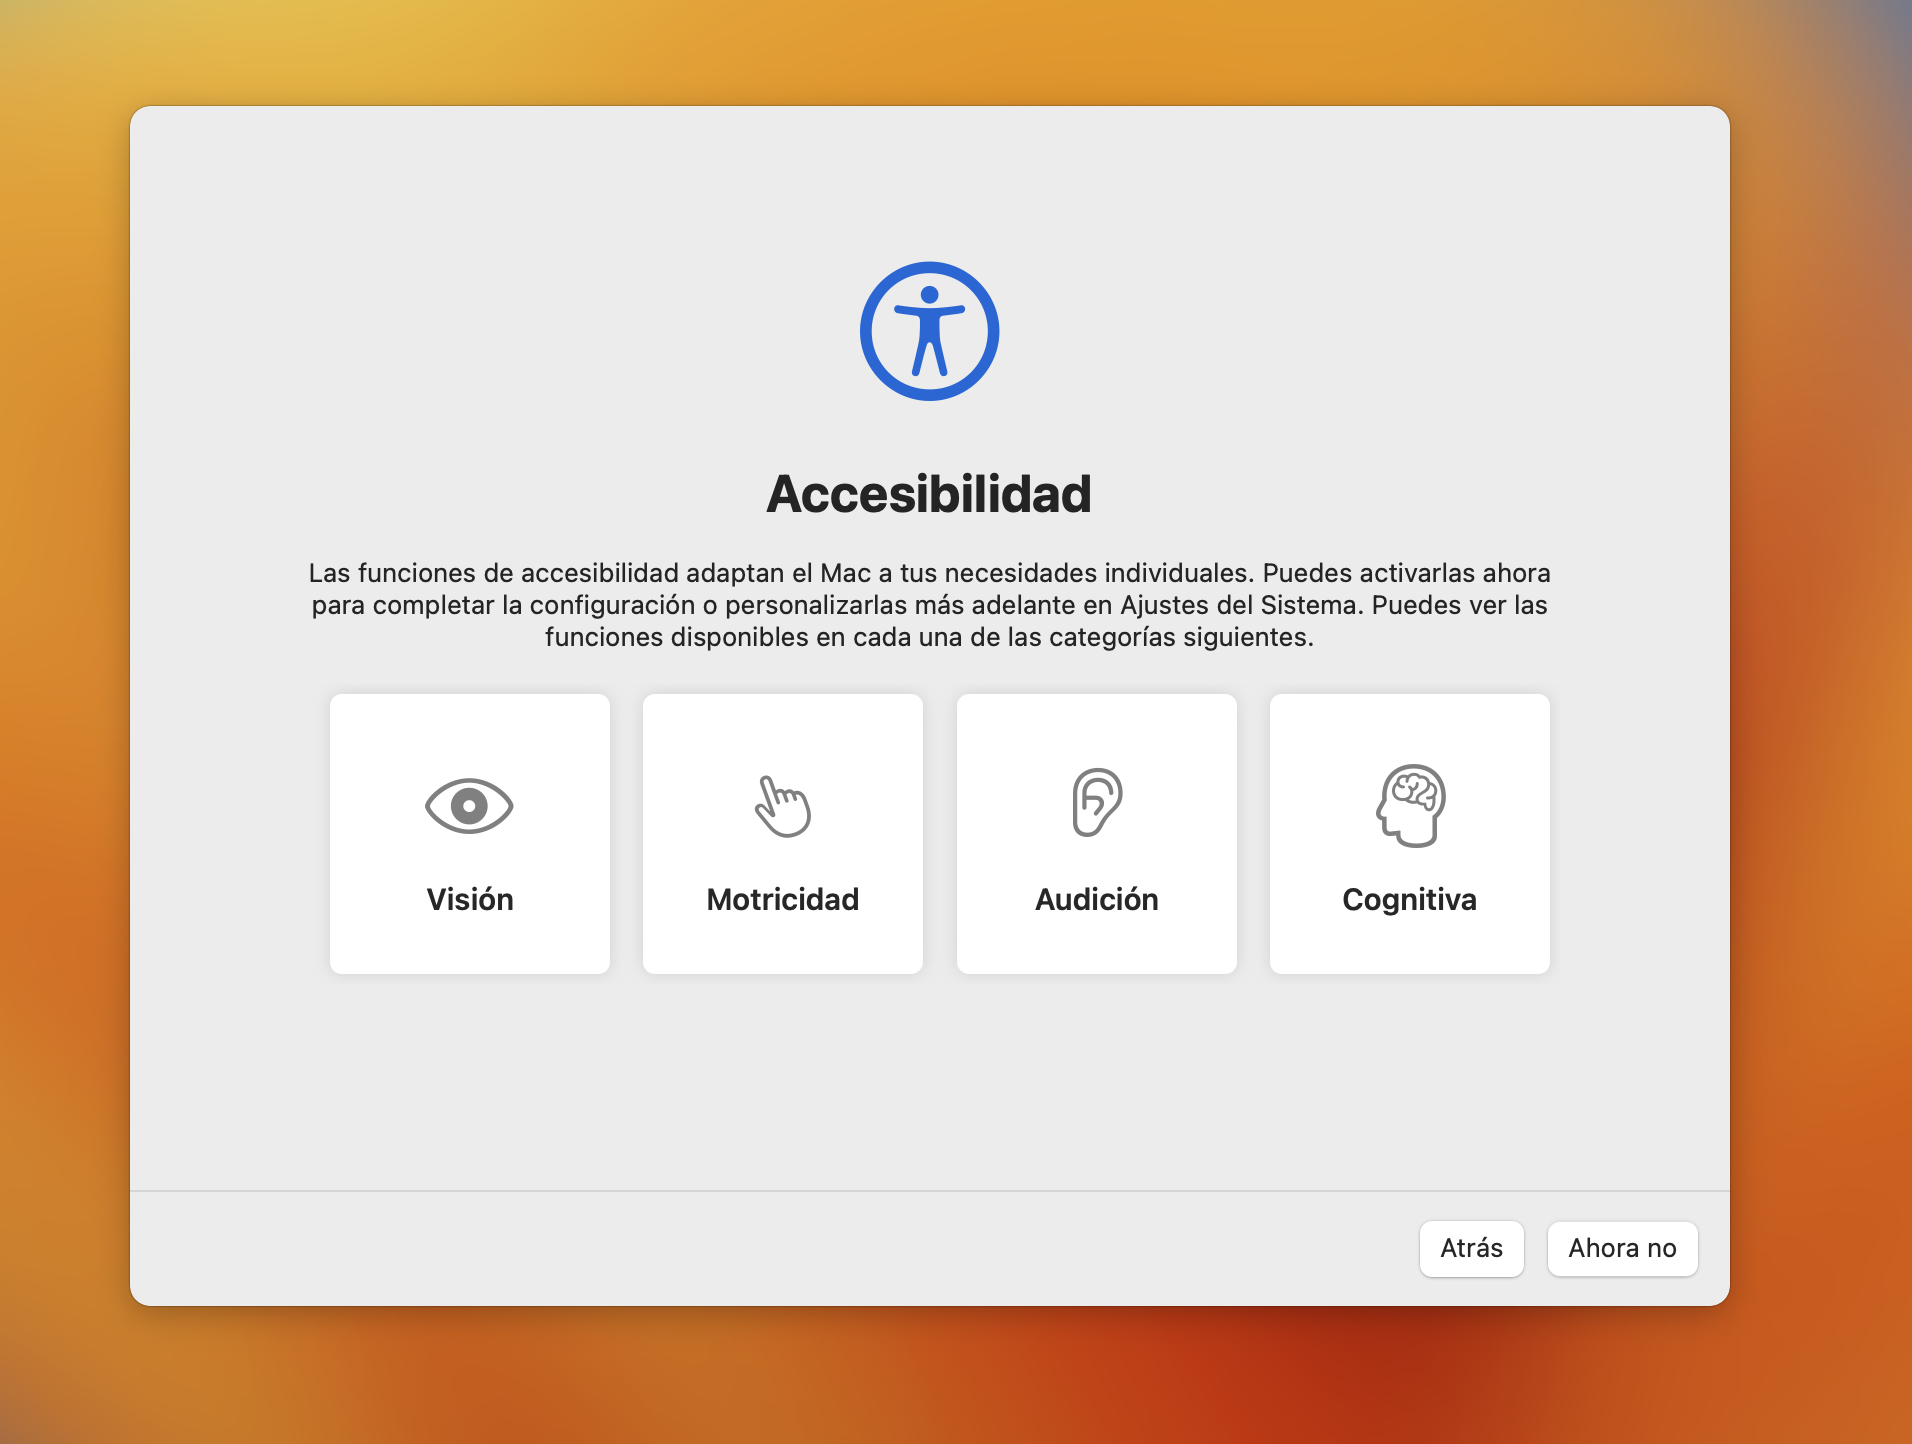 Accesibilidad
Las funciones de accesibilidad adaptan el Mac a tus necesidades individuales. Puedes activarlas ahora
para completar la configuración o personalizarlas más adelante en Ajustes del Sistema. Puedes ver las
funciones disponibles en cada una de las categorías siguientes.
Visión
Motricidad
Audición
Cognitiva
Atrás
Ahora no